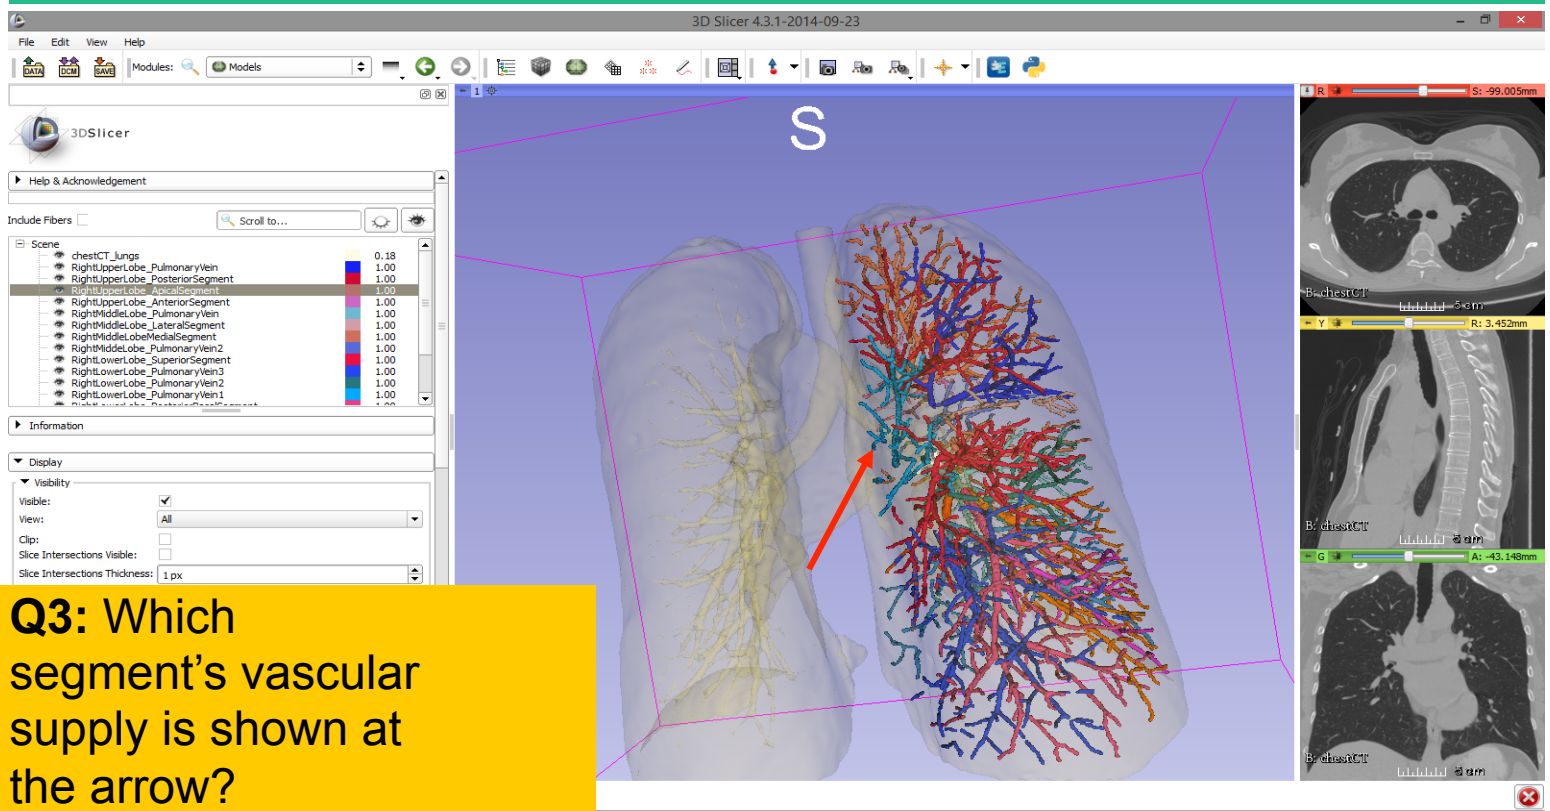 3D Slicer 4.3.1-2014-09-23
File Edit View Help
DATA DCM SAVE Modules: Models
1
R S: -99.005mm
S
3DSlicer
Help & Acknowledgement
Include Fibers Scroll to...
Scene
chestCT_lungs 0.18
RightUpperLobe_PulmonaryVein 1.00
RightUpperLobe_PosteriorSegment 1.00
RightUpperLobe_ApicalSegment 1.00
RightUpperLobe_AnteriorSegment 1.00
RightMiddleLobe_PulmonaryVein 1.00
RightMiddleLobe_LateralSegment 1.00
RightMiddleLobeMedialSegment 1.00
RightMiddeLobe_PulmonaryVein2 1.00
RightLowerLobe_SuperiorSegment 1.00
RightLowerLobe_PulmonaryVein3 1.00
RightLowerLobe_PulmonaryVein2 1.00
RightLowerLobe_PulmonaryVein1 1.00
Information
Display
Visibility
Visible:
View: All
Clip:
Slice Intersections Visible:
Slice Intersections Thickness: 1 px
B: chestCT
5 cm
Y R: 3.452mm
B: chestCT
G A: -43.148mm
B: chestCT
Q3: Which
segment's vascular
supply is shown at
the arrow?